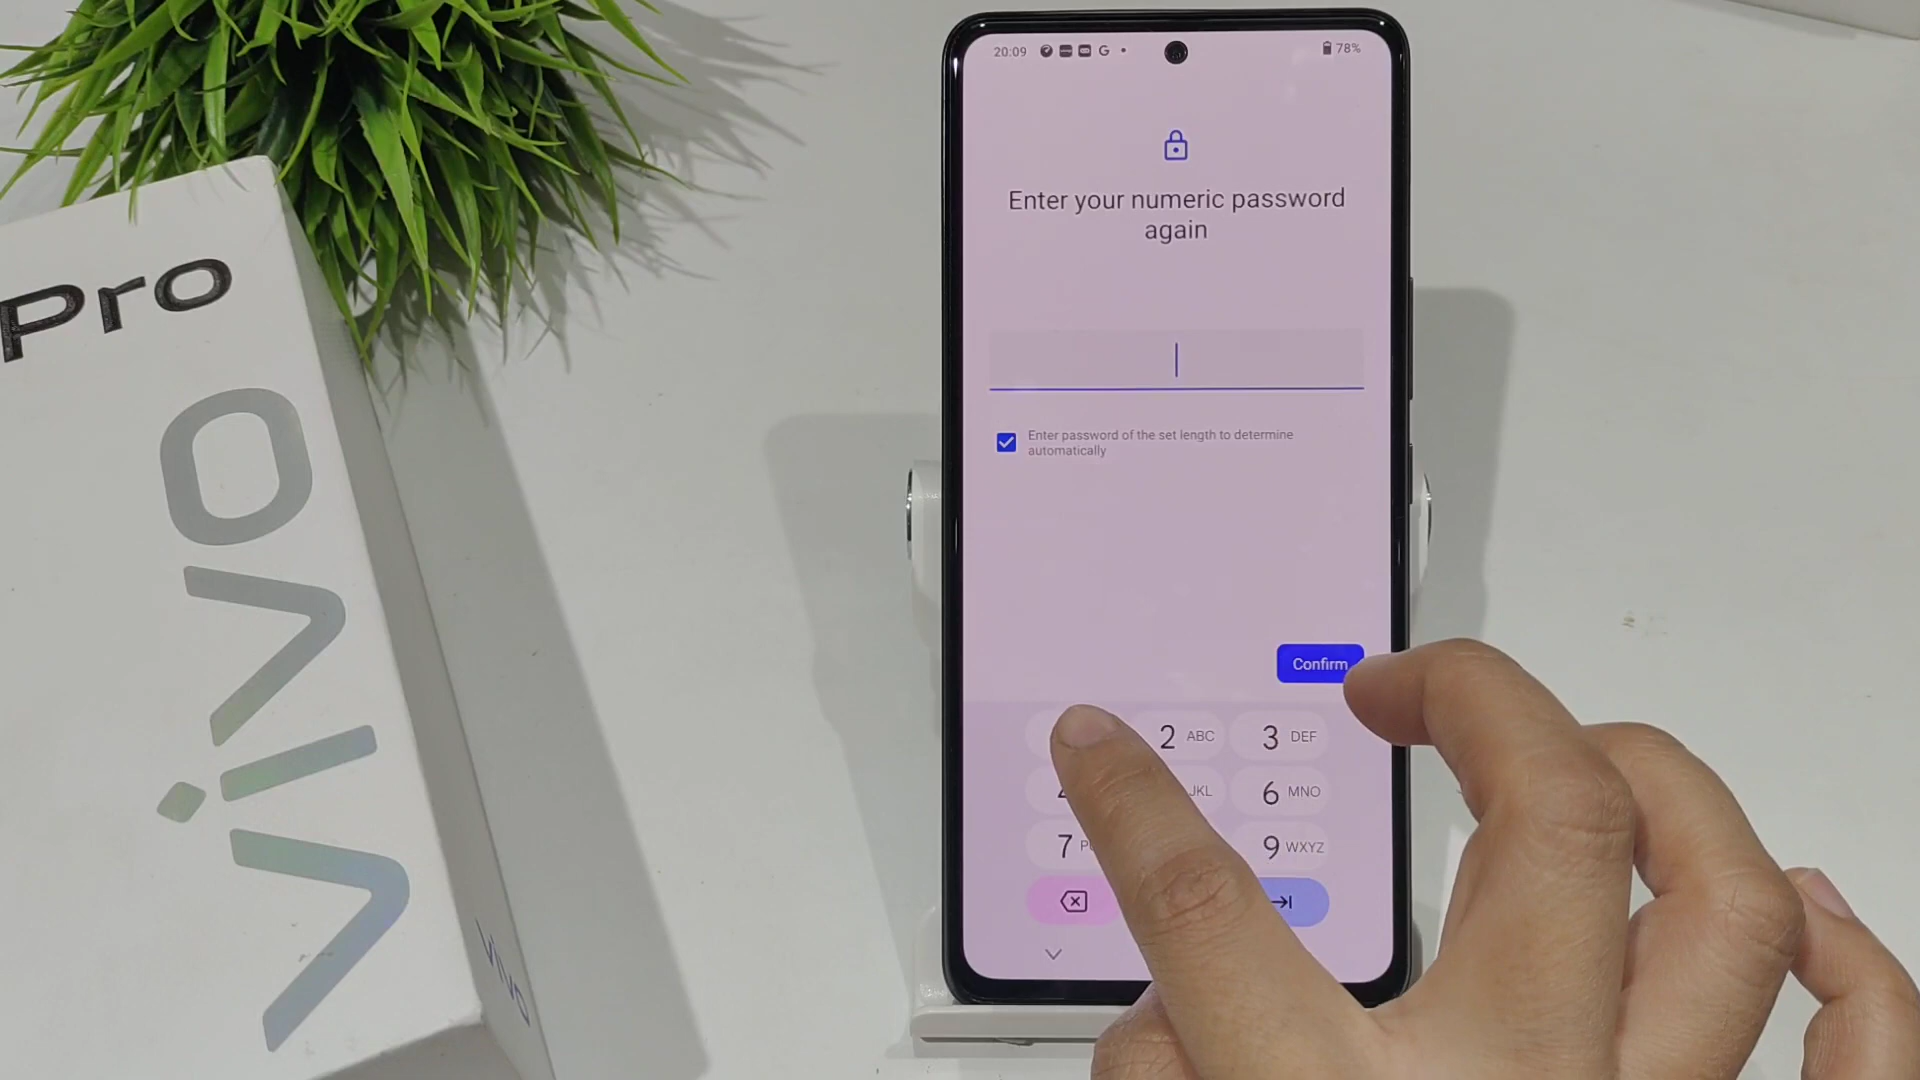 Pro
vivo
vivo
20:09 G 78%
Enter your numeric password
again
Enter password of the set length to determine
automatically
Confirm
2 ABC 3 DEF
JKL 6 MNO
7 9 WXYZ